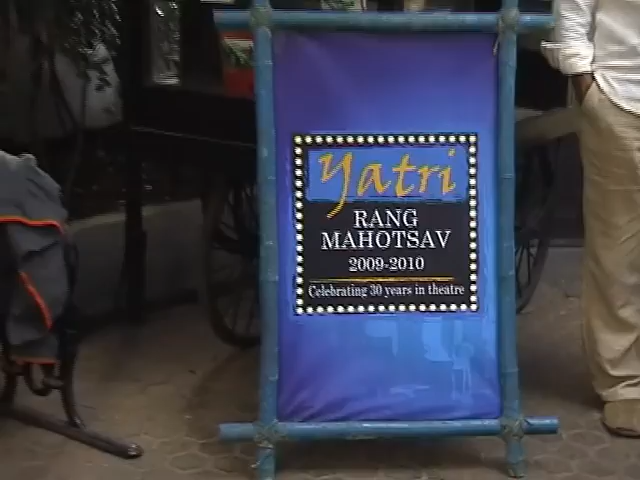 Yatri
RANG
MAHOTSAV
2009-2010
Celebrating 30 years in theatre